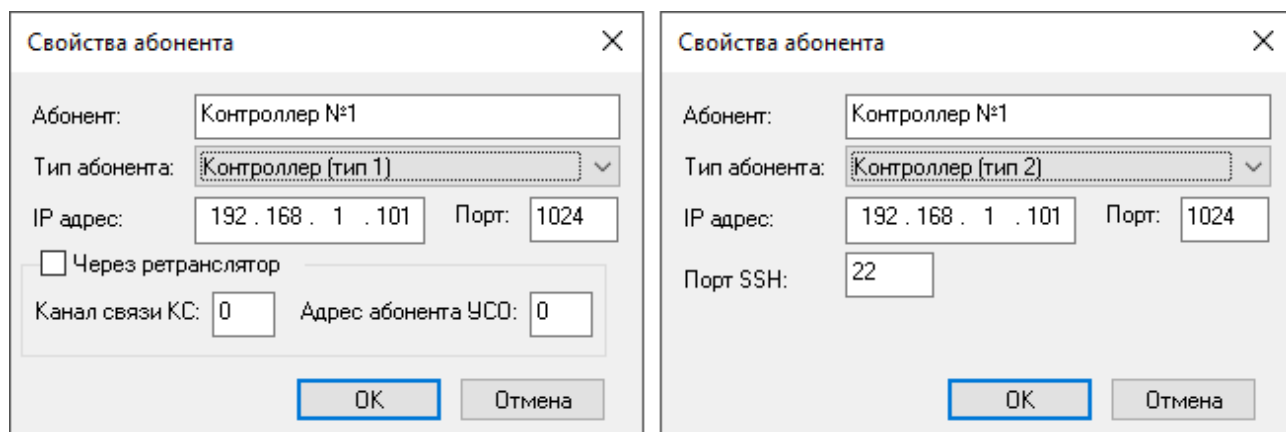 Свойства абонента
Абонент: Контроллер №1
Тип абонента: Контроллер (тип 1)
IP адрес: 192 . 168 . 1 . 101 Порт: 1024
Через ретранслятор
Канал связи КС: 0 Адрес абонента УСО: 0
OK Отмена
Свойства абонента
Абонент: Контроллер №1
Тип абонента: Контроллер (тип 2)
IP адрес: 192 . 168 . 1 . 101 Порт: 1024
Порт SSH: 22
OK Отмена